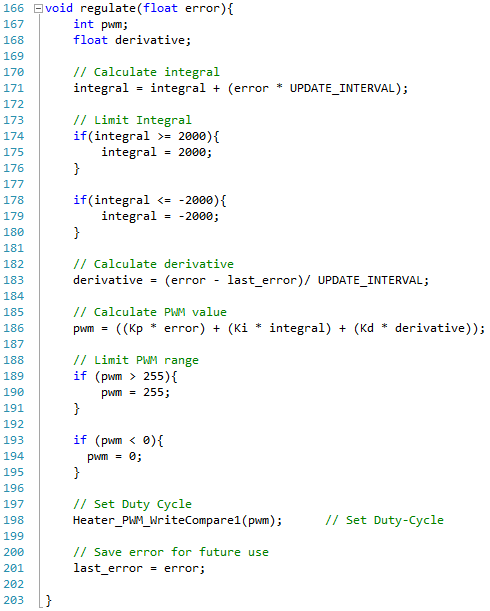 166 void regulate(float error){
167     int pwm;
168     float derivative;
169
170     // Calculate integral
171     integral = integral + (error * UPDATE_INTERVAL);
172
173     // Limit Integral
174     if(integral >= 2000){
175         integral = 2000;
176     }
177
178     if(integral <= -2000){
179         integral = -2000;
180     }
181
182     // Calculate derivative
183     derivative = (error - last_error)/ UPDATE_INTERVAL;
184
185     // Calculate PWM value
186     pwm = ((Kp * error) + (Ki * integral) + (Kd * derivative));
187
188     // Limit PWM range
189     if (pwm > 255){
190         pwm = 255;
191     }
192
193     if (pwm < 0){
194       pwm = 0;
195     }
196
197     // Set Duty Cycle
198     Heater_PWM_WriteCompare1(pwm);      // Set Duty-Cycle
199
200     // Save error for future use
201     last_error = error;
202
203 }